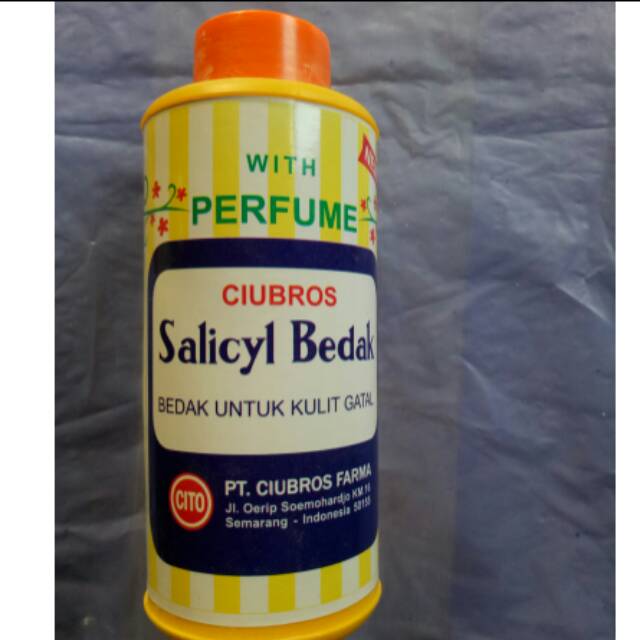 WITH
PERFUME
CIUBROS
Salicyl Bedak
BEDAK UNTUK KULIT GATAL
CITO
PT. CIUBROS FARMA
Jl. Oerip Soemohardjo KM.16
Semarang - Indonesia 50155